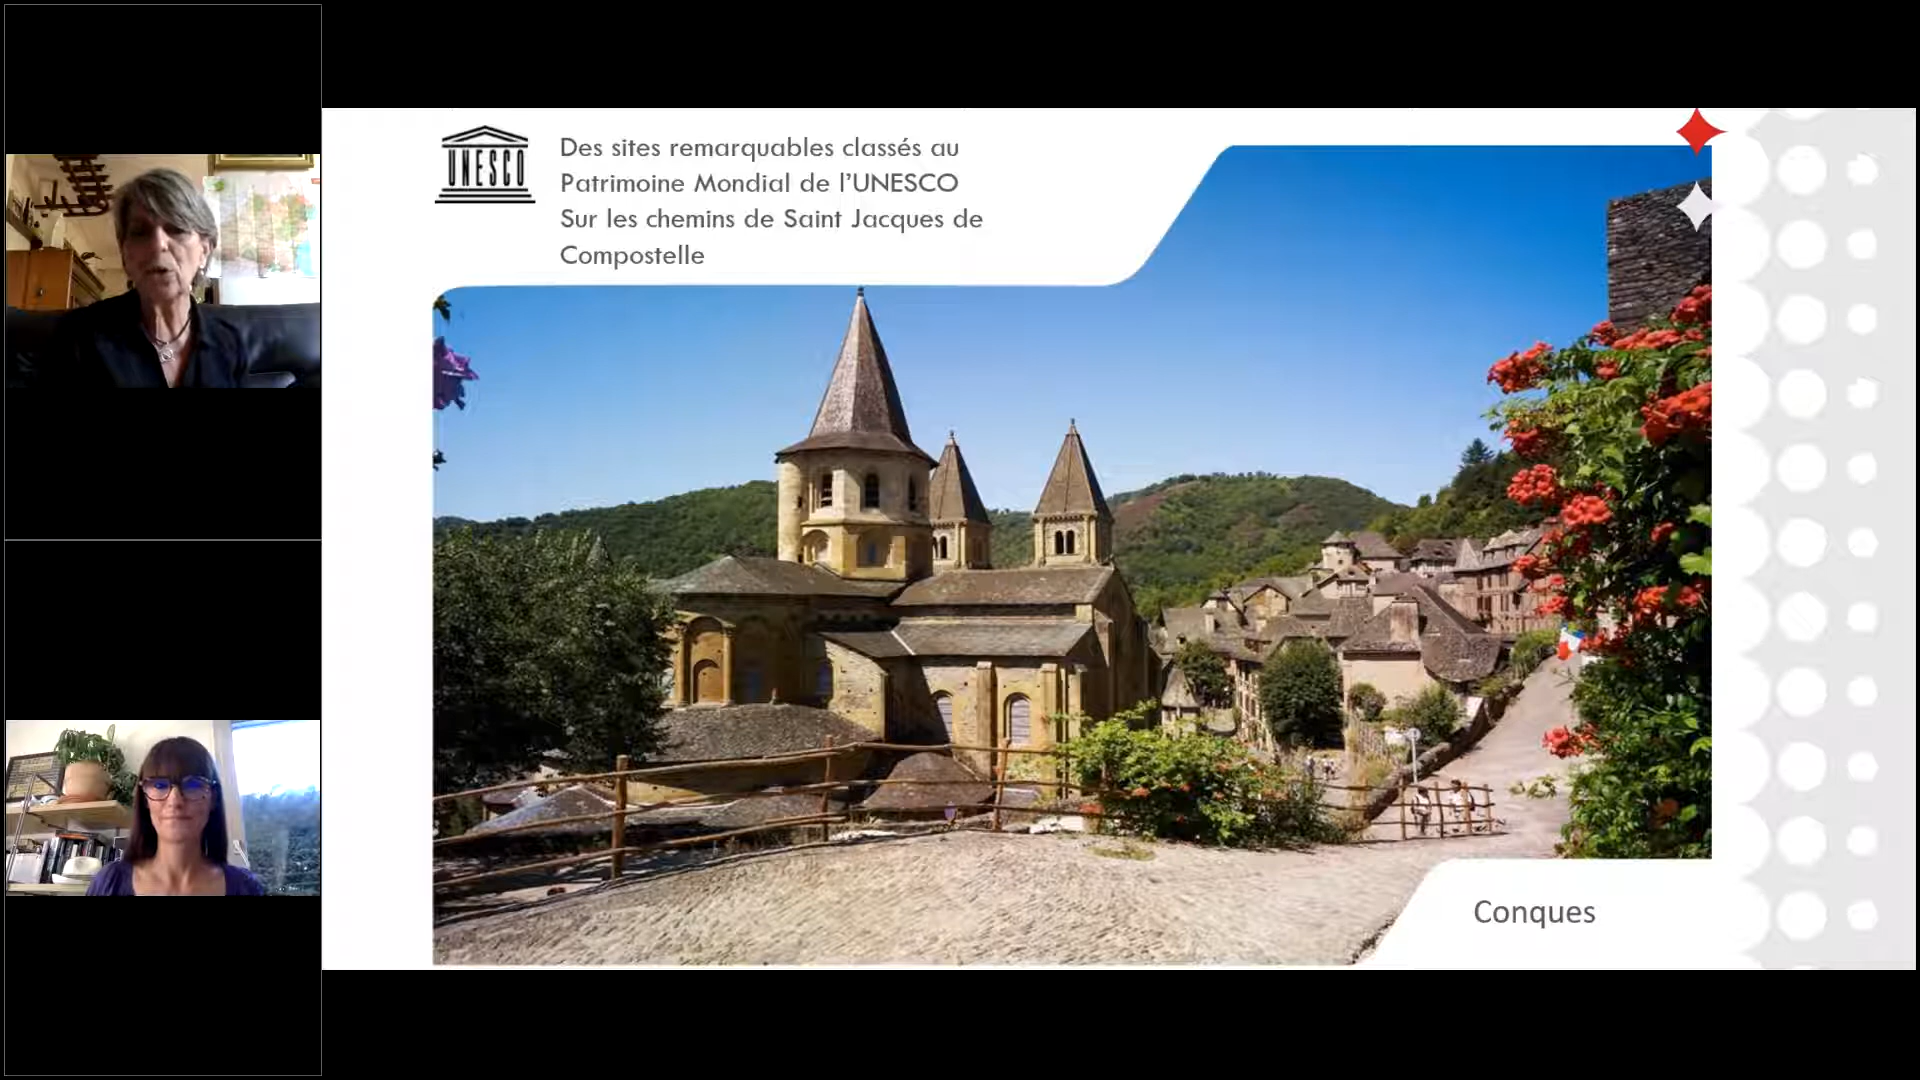 UNESCO
Des sites remarquables classés au
Patrimoine Mondial de l’UNESCO
Sur les chemins de Saint Jacques de
Compostelle
Conques